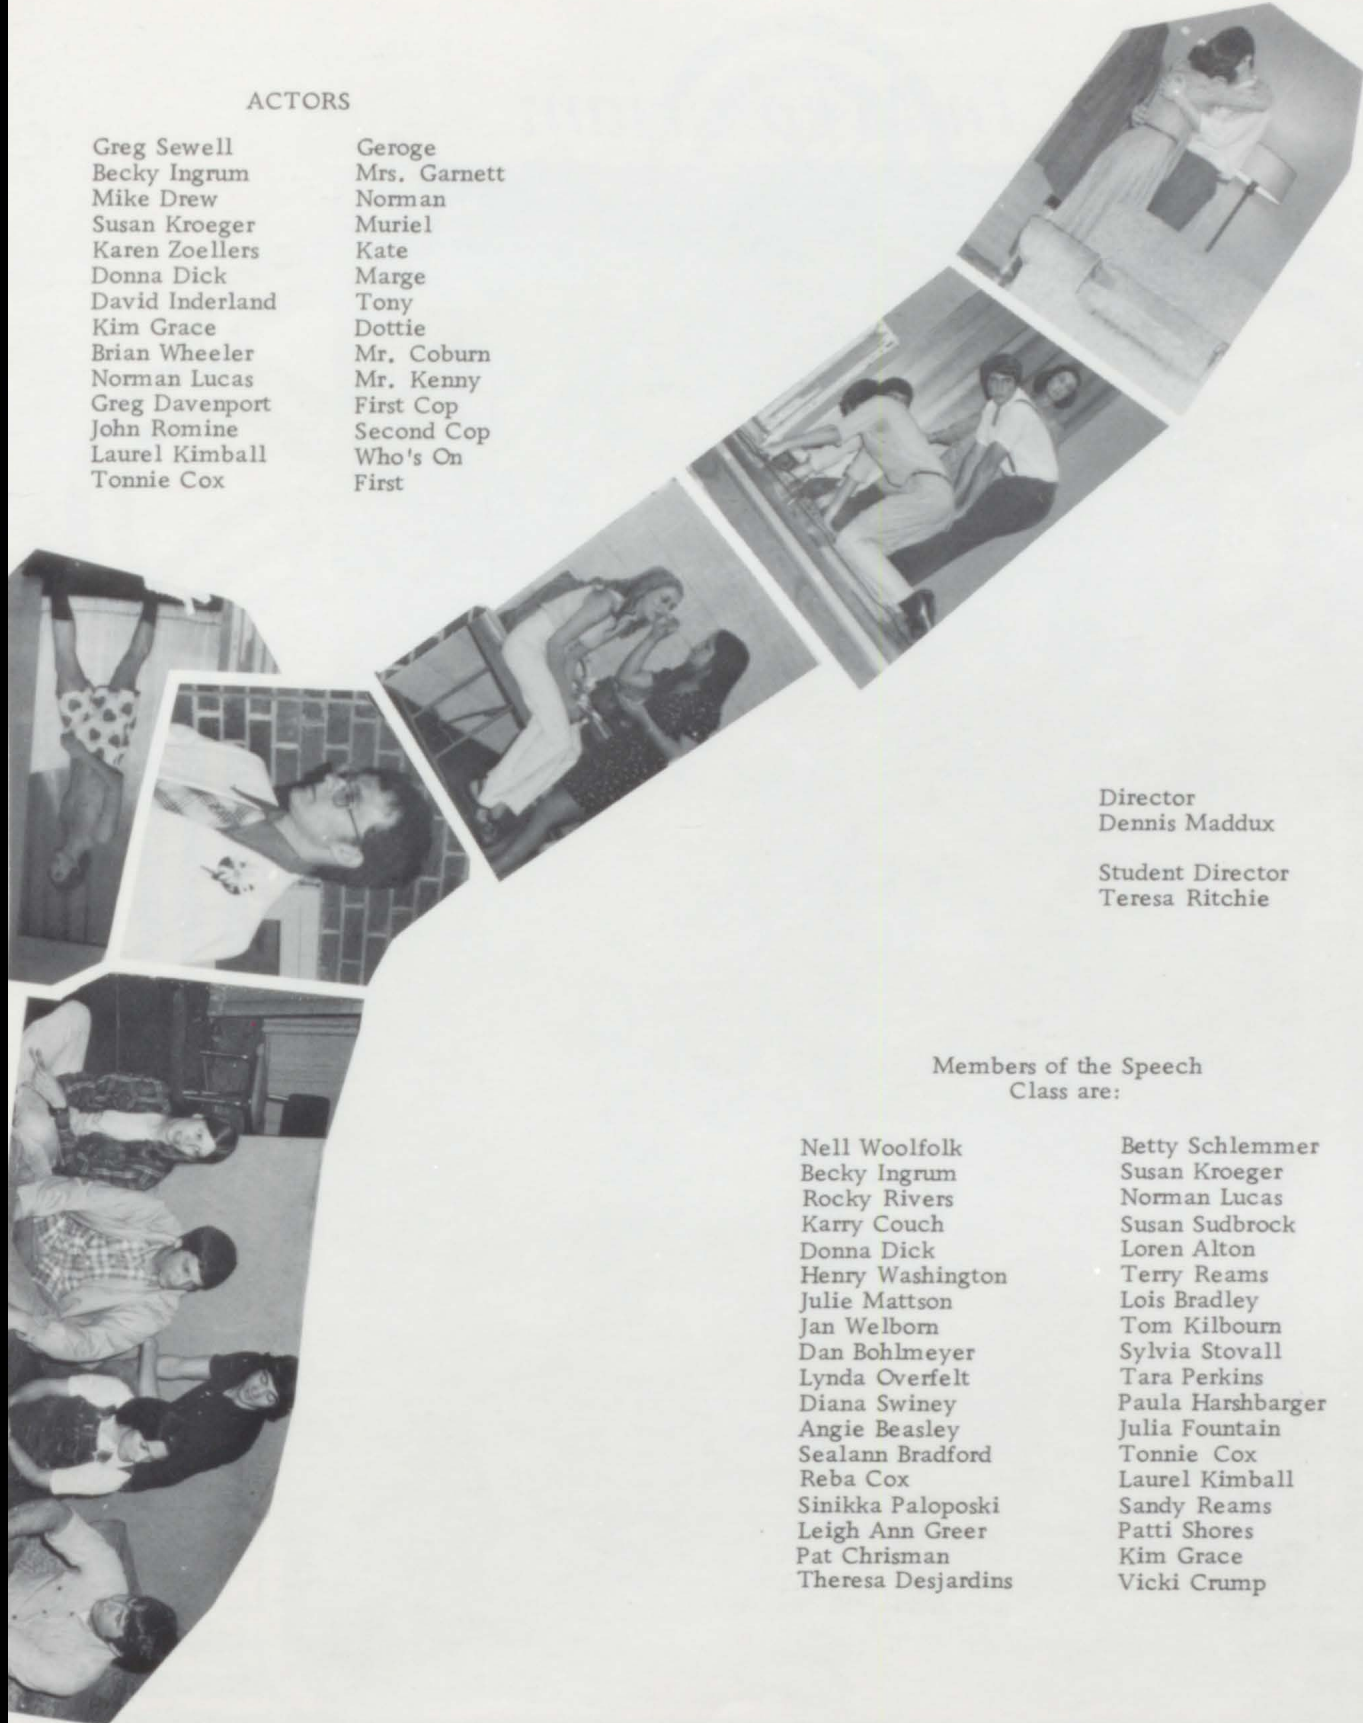 ACTORS
Greg Sewell Geroge
Becky Ingrum Mrs. Garnett
Mike Drew Norman
Susan Kroeger Muriel
Karen Zoellers Kate
Donna Dick Marge
David Inderland Tony
Kim Grace Dottie
Brian Wheeler Mr. Coburn
Norman Lucas Mr. Kenny
Greg Davenport First Cop
John Romine Second Cop
Laurel Kimball Who's On
Tonnie Cox First
Director
Dennis Maddux
Student Director
Teresa Ritchie
Members of the Speech
Class are:
Nell Woolfolk
Becky Ingrum
Rocky Rivers
Karry Couch
Donna Dick
Henry Washington
Julie Mattson
Jan Welborn
Dan Bohlmeyer
Lynda Overfelt
Diana Swiney
Angie Beasley
Sealann Bradford
Reba Cox
Sinikka Paloposki
Leigh Ann Greer
Pat Chrisman
Theresa Desjardins
Betty Schlemmer
Susan Kroeger
Norman Lucas
Susan Sudbrock
Loren Alton
Terry Reams
Lois Bradley
Tom Kilbourn
Sylvia Stovall
Tara Perkins
Paula Harshbarger
Julia Fountain
Tonnie Cox
Laurel Kimball
Sandy Reams
Patti Shores
Kim Grace
Vicki Crump